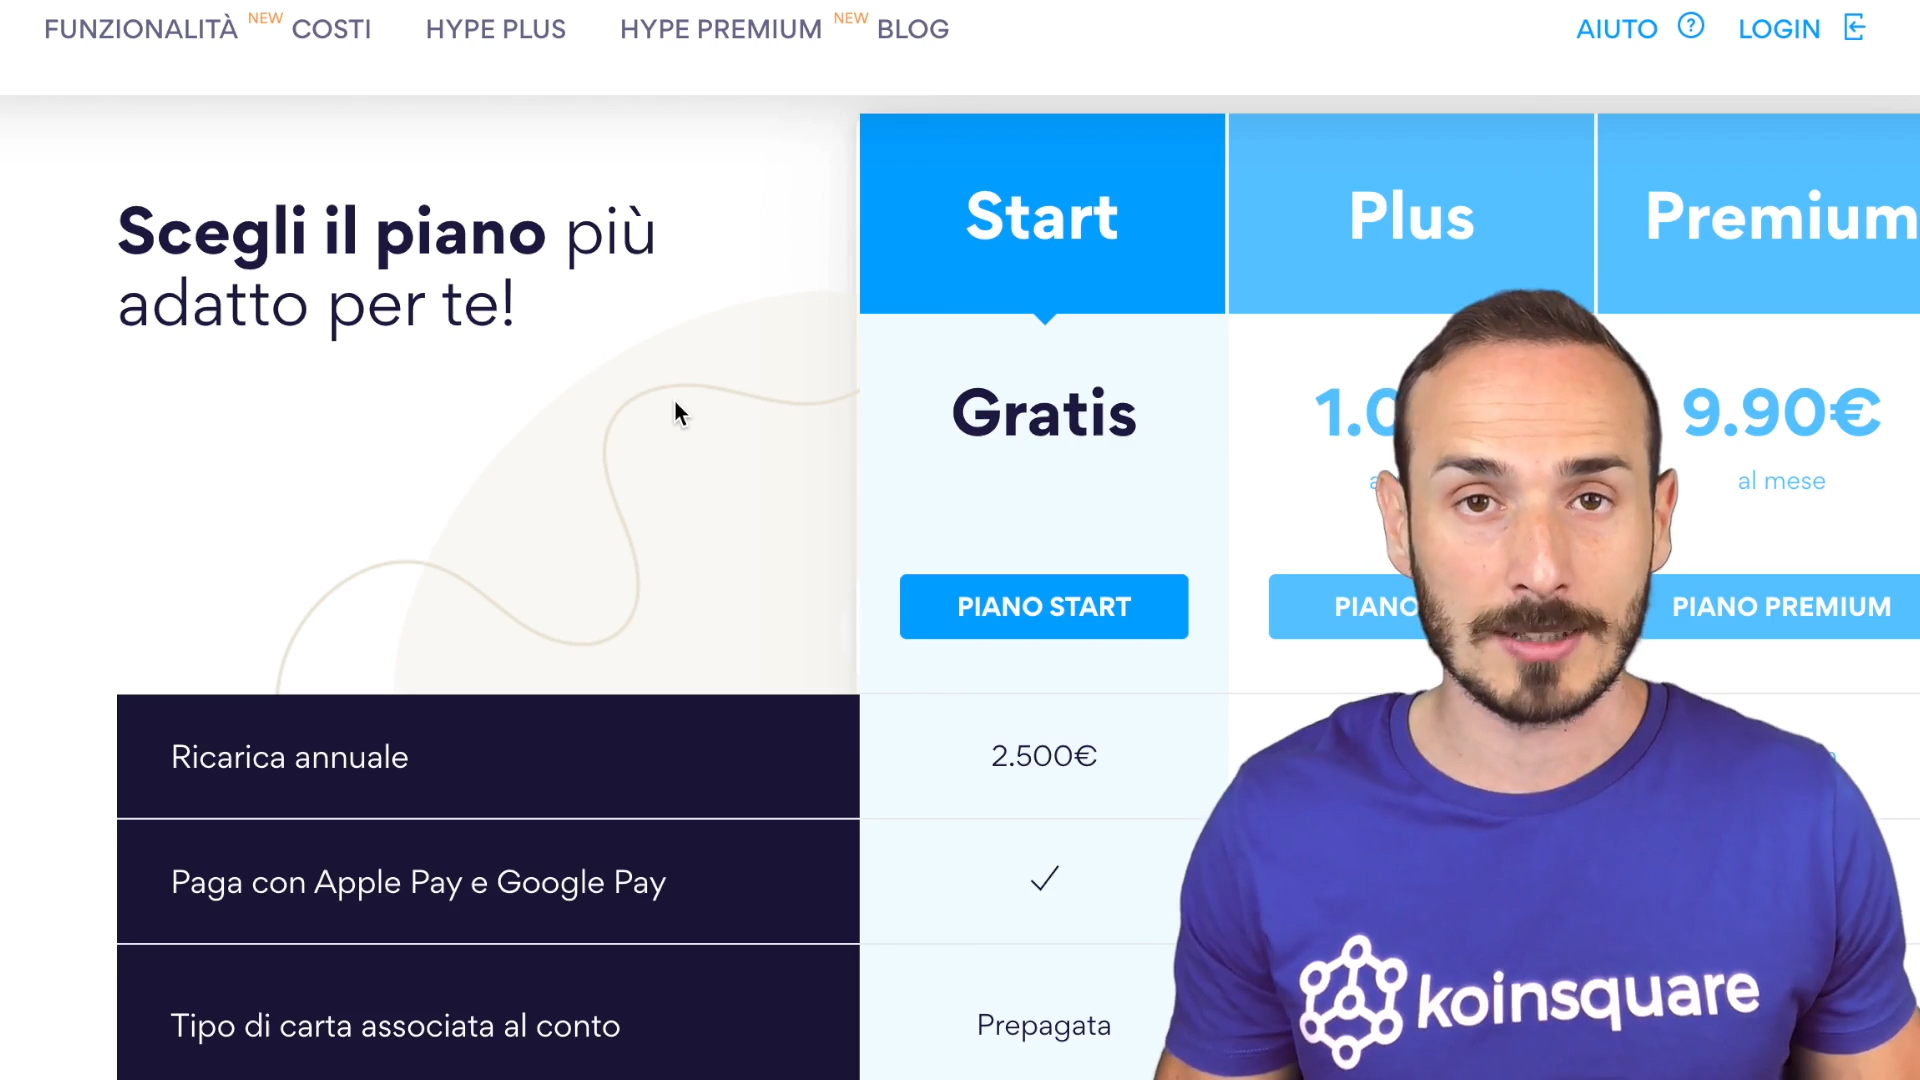 FUNZIONALITÀ NEW COSTI HYPE PLUS HYPE PREMIUM NEW BLOG AIUTO ? LOGIN
Scegli il piano più
adatto per te!
Start Plus Premium
Gratis 9.90€
al mese
PIANO START PIANO PIANO PREMIUM
Ricarica annuale 2.500€
Paga con Apple Pay e Google Pay
Tipo di carta associata al conto Prepagata
koinsquare